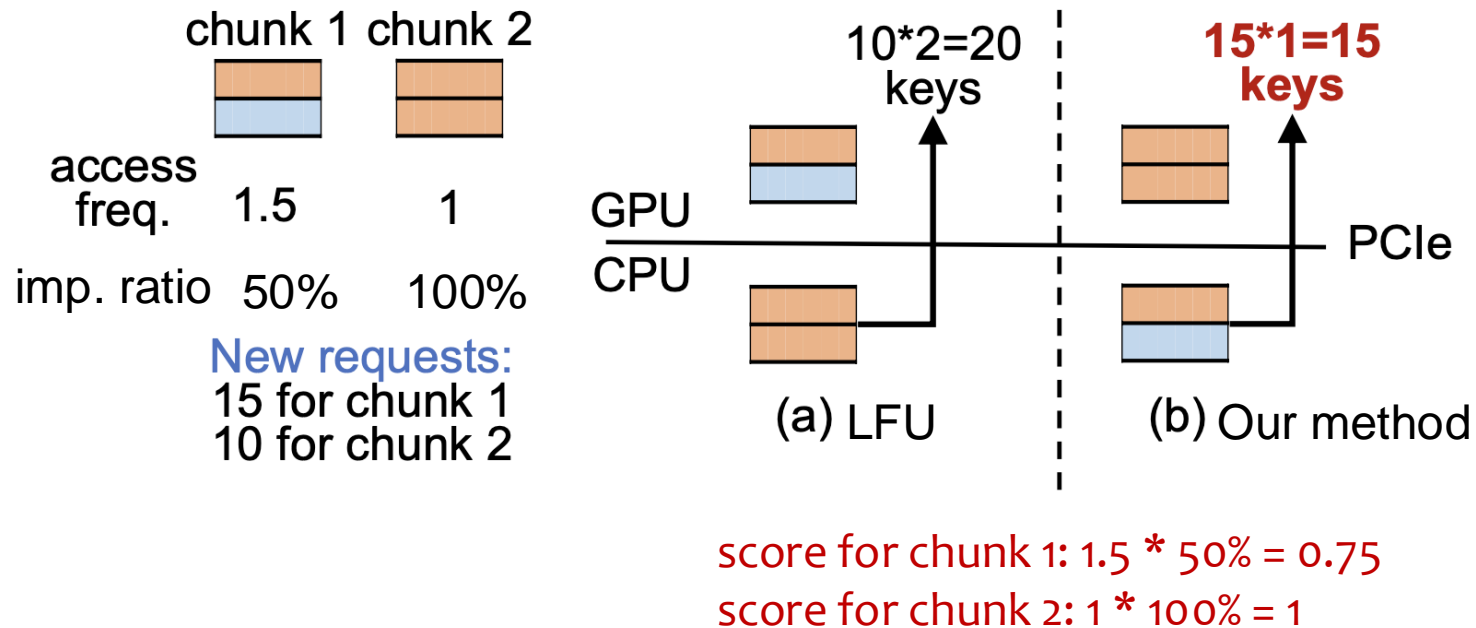 chunk 1 chunk 2
access
freq.
1.5
1
imp. ratio
50%
100%
New requests:
15 for chunk 1
10 for chunk 2
10*2=20
keys
GPU
CPU
(a) LFU
15*1=15
keys
PCIe
(b) Our method
score for chunk 1: 1.5 * 50% = 0.75
score for chunk 2: 1 * 100% = 1